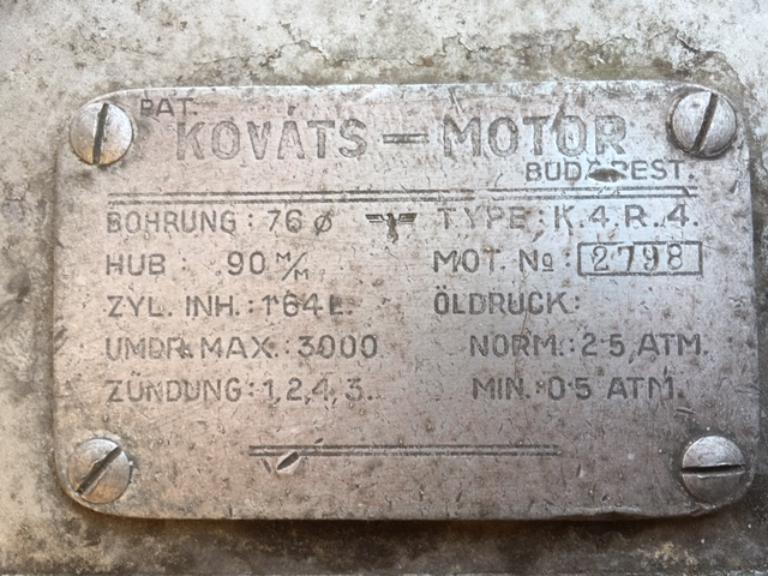 PAT.
KOVÁTS — MOTOR
BUDAPEST.
BOHRUNG : 76 ø TYPE : K.4.R.4.
HUB : 90 M/M MOT. No : 2798
ZYL. INH. : 1·64 L. ÖLDRUCK:
UMDR. MAX. : 3000 NORM. : 2·5 ATM.
ZÜNDUNG : 1, 2, 4, 3. MIN. : 0·5 ATM.